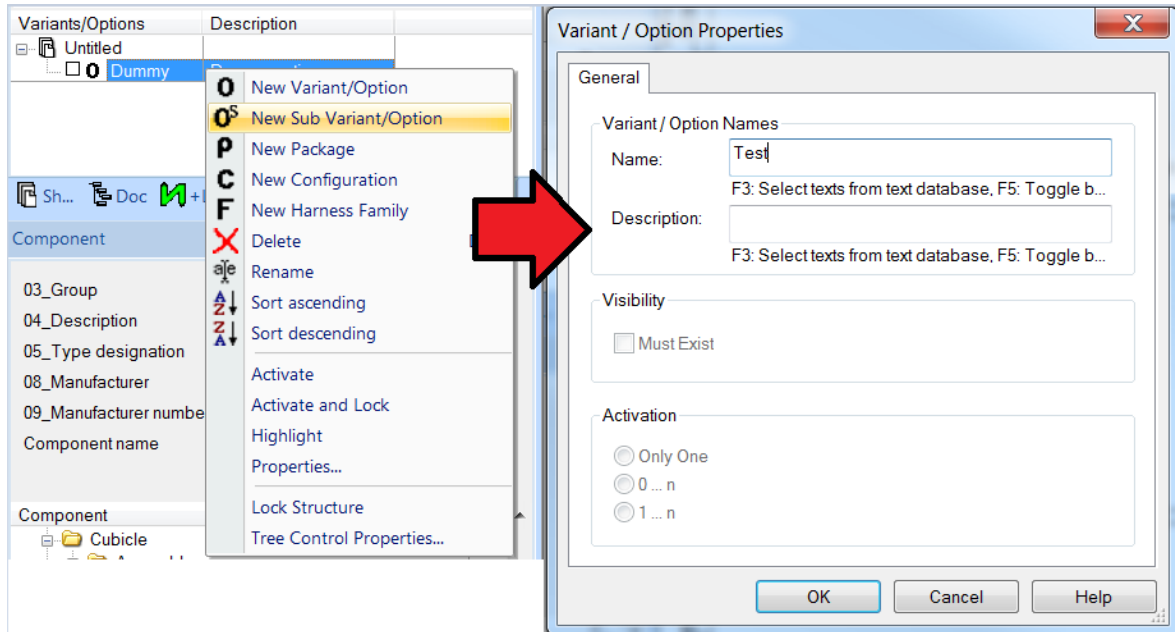 Variants/Options Description
Untitled
O Dummy
O New Variant/Option
OS New Sub Variant/Option
P New Package
C New Configuration
F New Harness Family
Delete
Rename
Sort ascending
Sort descending
Activate
Activate and Lock
Highlight
Properties...
Lock Structure
Tree Control Properties...
Sh... Doc
Component
03_Group
04_Description
05_Type designation
08_Manufacturer
09_Manufacturer numbe
Component name
Component
Cubicle
Variant / Option Properties
General
Variant / Option Names
Name: Test
F3: Select texts from text database, F5: Toggle b...
Description:
F3: Select texts from text database, F5: Toggle b...
Visibility
Must Exist
Activation
Only One
0 ... n
1 ... n
OK Cancel Help